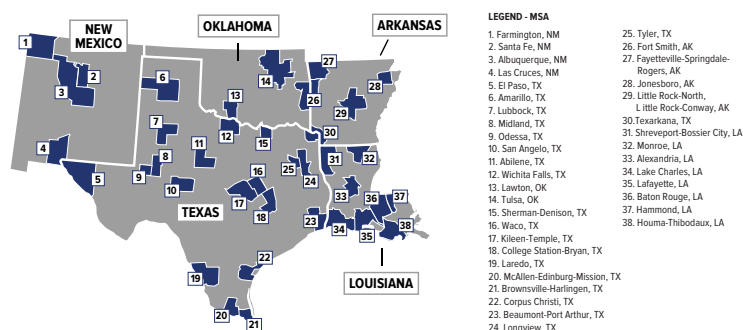 NEW
MEXICO
OKLAHOMA
ARKANSAS
TEXAS
LOUISIANA
1
2
3
4
5
6
7
8
9
10
11
12
13
14
15
16
17
18
19
20
21
22
23
24
25
26
27
28
29
30
31
32
33
34
35
36
37
38
LEGEND - MSA
1. Farmington, NM
2. Santa Fe, NM
3. Albuquerque, NM
4. Las Cruces, NM
5. El Paso, TX
6. Amarillo, TX
7. Lubbock, TX
8. Midland, TX
9. Odessa, TX
10. San Angelo, TX
11. Abilene, TX
12. Wichita Falls, TX
13. Lawton, OK
14. Tulsa, OK
15. Sherman-Denison, TX
16. Waco, TX
17. Kileen-Temple, TX
18. College Station-Bryan, TX
19. Laredo, TX
20. McAllen-Edinburg-Mission, TX
21. Brownsville-Harlingen, TX
22. Corpus Christi, TX
23. Beaumont-Port Arthur, TX
24. Longview, TX
25. Tyler, TX
26. Fort Smith, AK
27. Fayetteville-Springdale-
Rogers, AK
28. Jonesboro, AK
29. Little Rock-North,
L ittle Rock-Conway, AK
30.Texarkana, TX
31. Shreveport-Bossier City, LA
32. Monroe, LA
33. Alexandria, LA
34. Lake Charles, LA
35. Lafayette, LA
36. Baton Rouge, LA
37. Hammond, LA
38. Houma-Thibodaux, LA